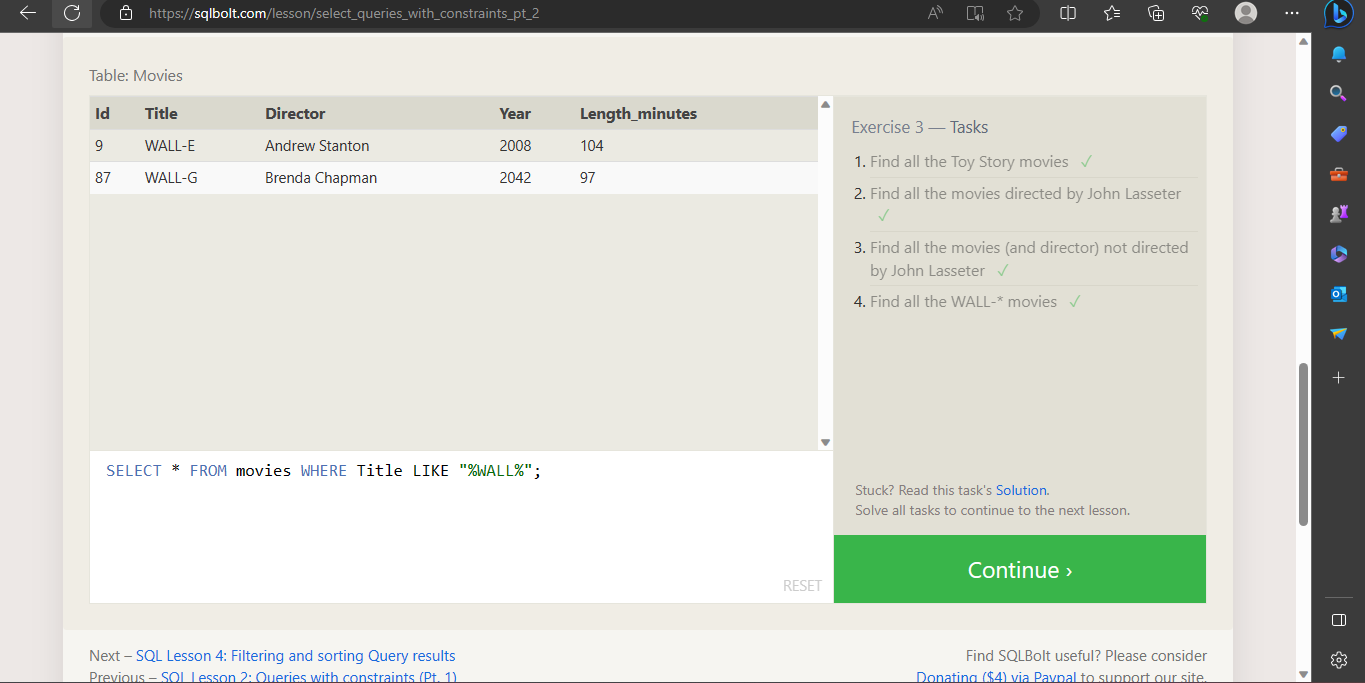 https://sqlbolt.com/lesson/select_queries_with_constraints_pt_2
Table: Movies
Id Title Director Year Length_minutes
9 WALL-E Andrew Stanton 2008 104
87 WALL-G Brenda Chapman 2042 97
SELECT * FROM movies WHERE Title LIKE "%WALL%";
RESET
Exercise 3 — Tasks
1. Find all the Toy Story movies ✓
2. Find all the movies directed by John Lasseter
✓
3. Find all the movies (and director) not directed
by John Lasseter ✓
4. Find all the WALL-* movies ✓
Stuck? Read this task's Solution.
Solve all tasks to continue to the next lesson.
Continue ›
Next – SQL Lesson 4: Filtering and sorting Query results
Previous – SQL Lesson 2: Queries with constraints (Pt. 1)
Find SQLBolt useful? Please consider
Donating ($4) via Paypal to support our site.